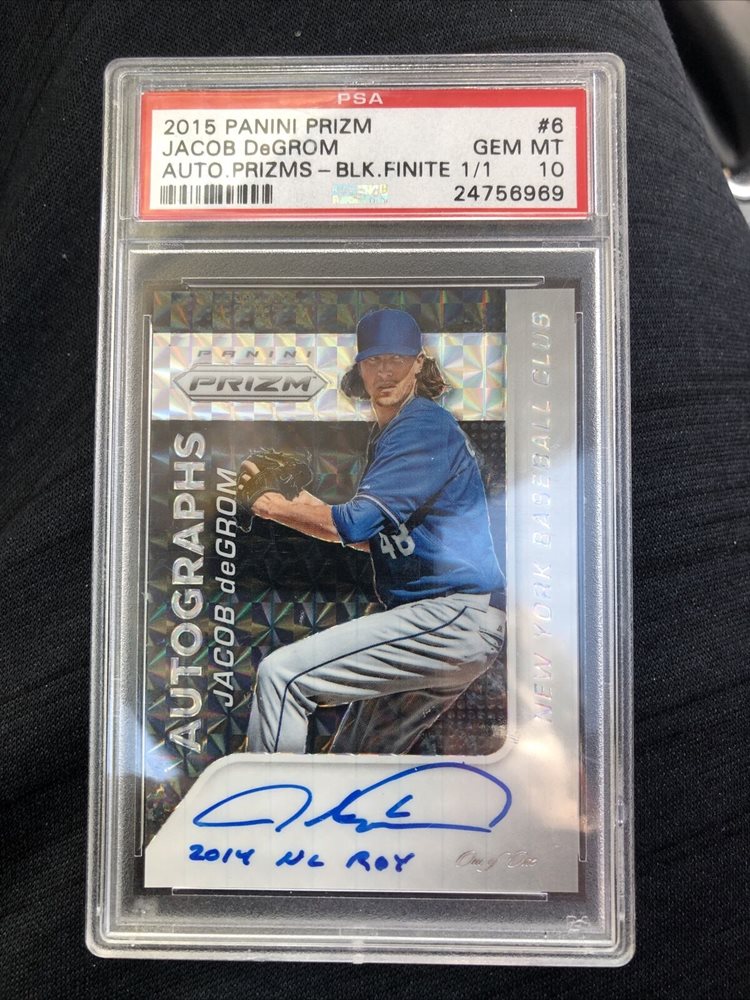 PSA
2015 PANINI PRIZM #6
JACOB DeGROM GEM MT
AUTO.PRIZMS – BLK.FINITE 1/1 10
24756969
PANINI
PRIZM
AUTOGRAPHS
JACOB deGROM
48
NEW YORK BASEBALL CLUB
2014 NL ROY
One of One